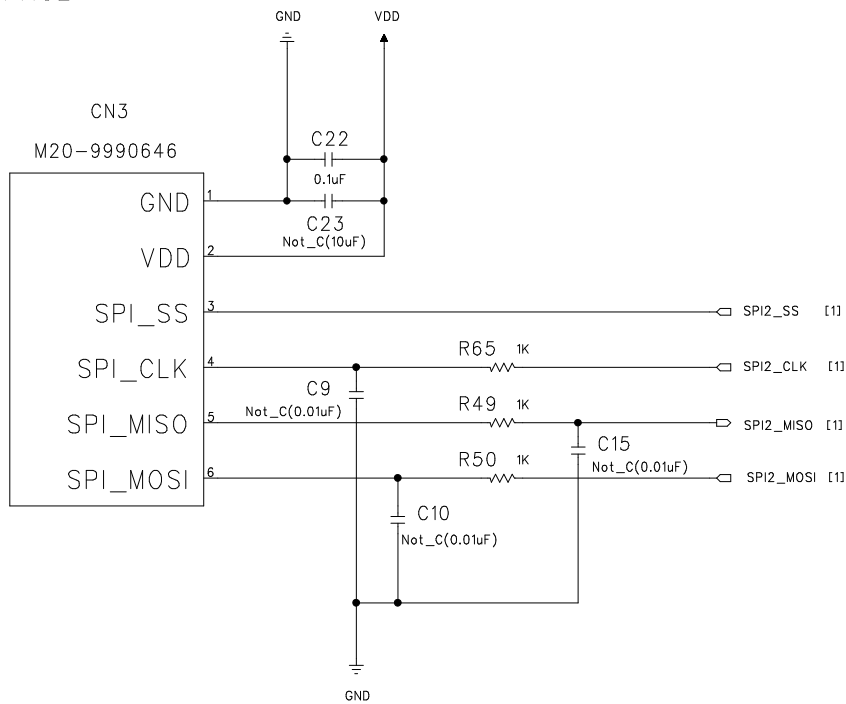 GND VDD
CN3
M20-9990646
C22
0.1uF
GND 1
C23
Not_C(10uF)
VDD 2
SPI_SS 3 SPI2_SS [1]
R65 1K
SPI_CLK 4 SPI2_CLK [1]
C9
Not_C(0.01uF)
R49 1K
SPI_MISO 5 SPI2_MISO [1]
C15
Not_C(0.01uF)
R50 1K
SPI_MOSI 6 SPI2_MOSI [1]
C10
Not_C(0.01uF)
GND